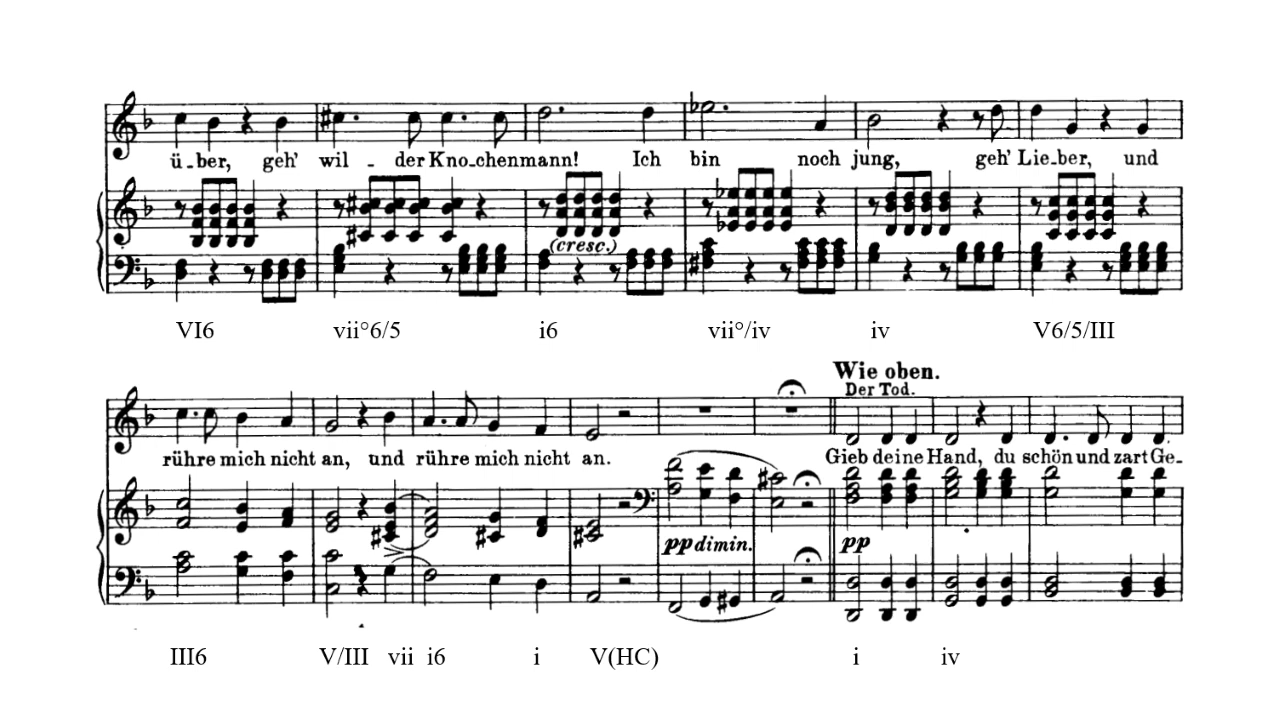 ü-ber, geh' wil - der Kno-chenmann! Ich bin noch jung, geh' Lie-ber, und
(cresc.)
VI6 vii°6/5 i6 vii°/iv iv V6/5/III
Wie oben.
Der Tod.
rühre mich nicht an, und rühre mich nicht an. Gieb deine Hand, du schön und zart Ge-
pp dimin. pp
III6 V/III vii i6 i V(HC) i iv